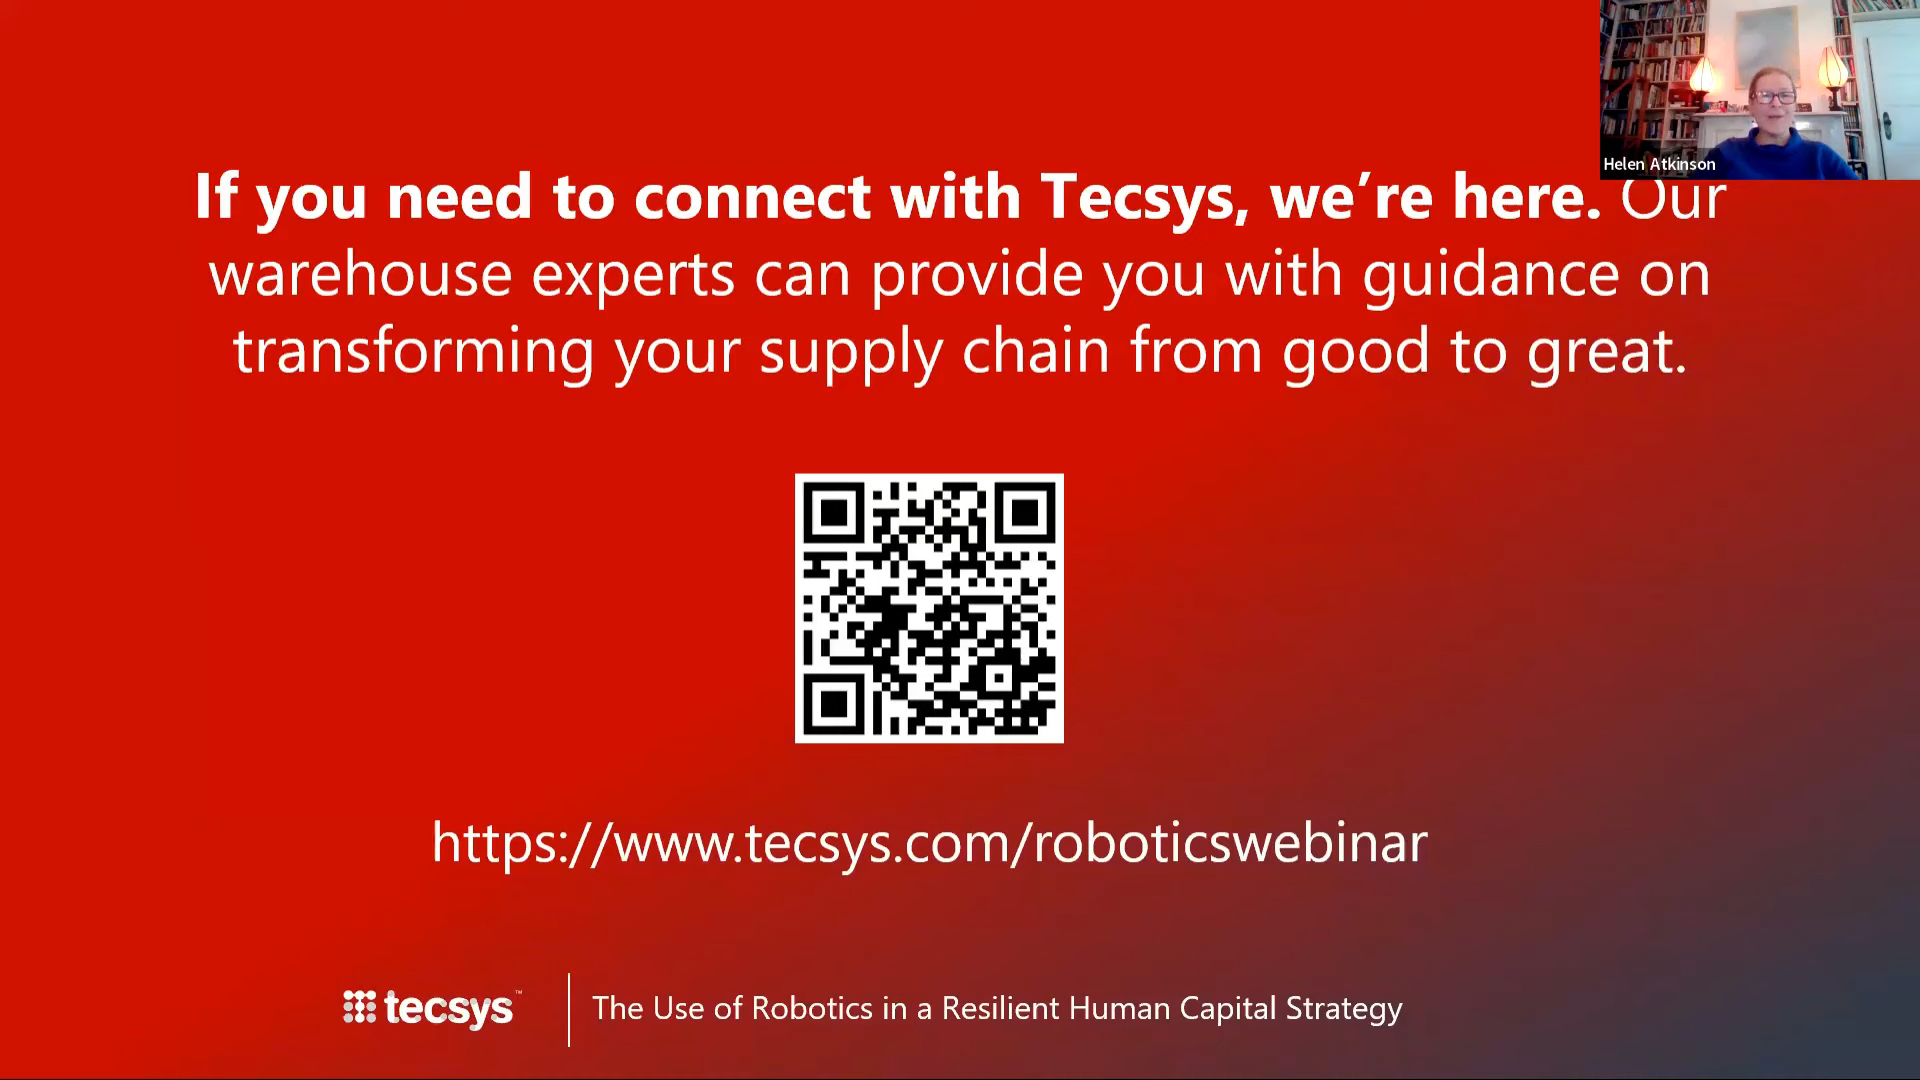 Helen Atkinson
If you need to connect with Tecsys, we’re here. Our
warehouse experts can provide you with guidance on
transforming your supply chain from good to great.
https://www.tecsys.com/roboticswebinar
tecsys™
The Use of Robotics in a Resilient Human Capital Strategy